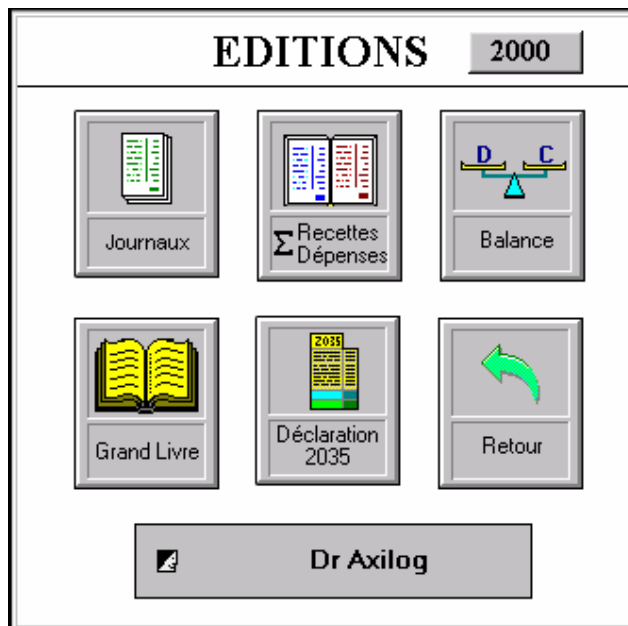 EDITIONS 2000
D C
Journaux
Σ Recettes
Dépenses
Balance
2035
Grand Livre
Déclaration
2035
Retour
Dr Axilog